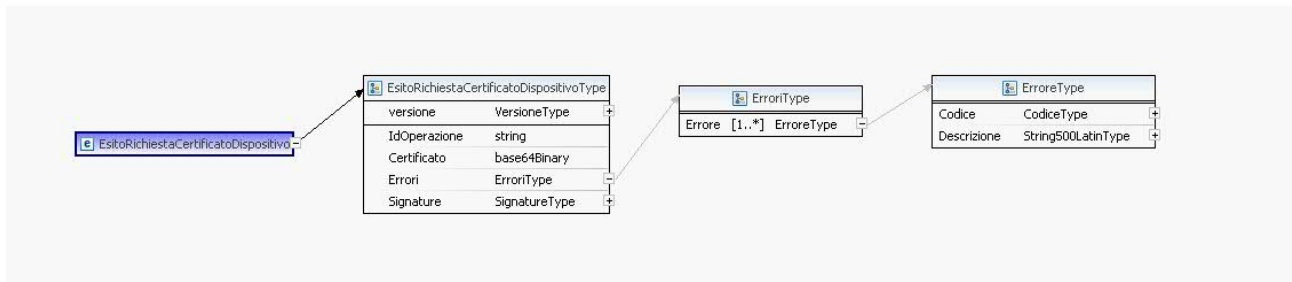 e EsitoRichiestaCertificatoDispositivo
EsitoRichiestaCertificatoDispositivoType
versione VersioneType
IdOperazione string
Certificato base64Binary
Errori ErroriType
Signature SignatureType
ErroriType
Errore [1..*] ErroreType
ErroreType
Codice CodiceType
Descrizione String500LatinType